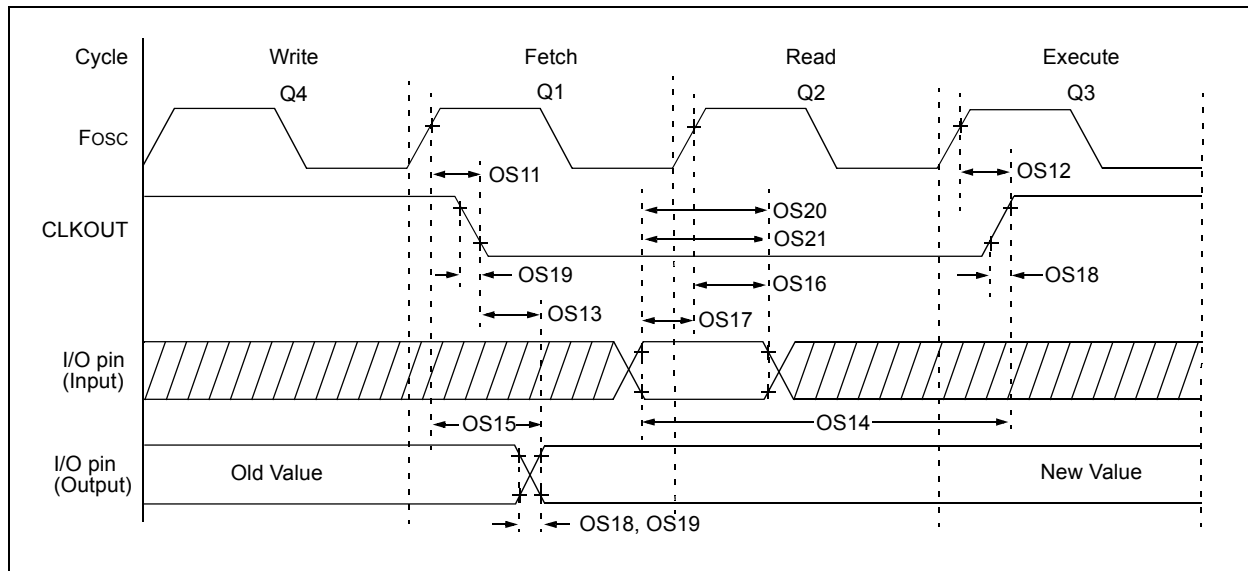 Cycle Write Fetch Read Execute
Q4 Q1 Q2 Q3
FOSC
OS11 OS12
OS20
CLKOUT
OS21
OS19 OS16 OS18
OS13 OS17
I/O pin
(Input)
OS15 OS14
I/O pin
(Output)
Old Value New Value
OS18, OS19